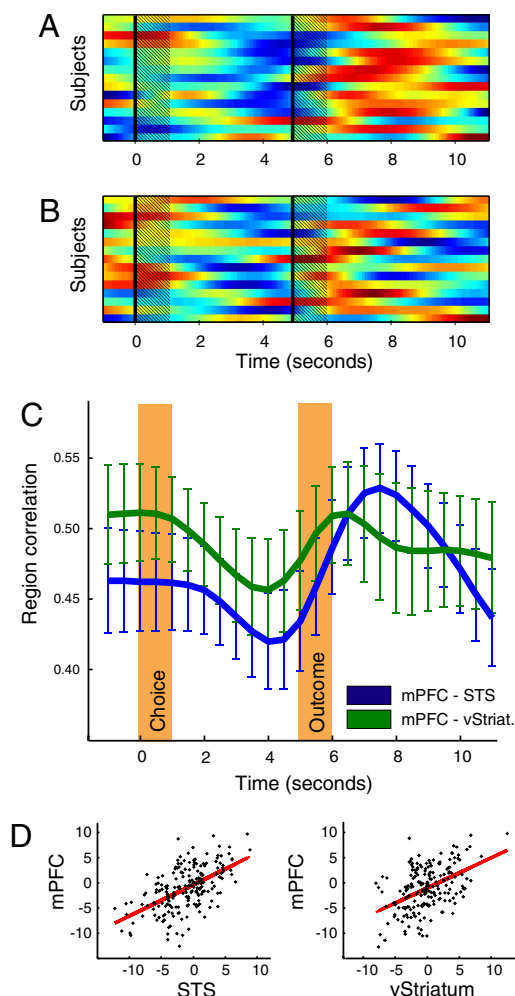 A
Subjects
0 2 4 6 8 10
B
Subjects
0 2 4 6 8 10
Time (seconds)
C
Region correlation
0.55
0.50
0.45
0.40
Choice
Outcome
mPFC - STS
mPFC - vStriat.
0 2 4 6 8 10
Time (seconds)
D
mPFC
10
5
0
-5
-10
-10 -5 0 5 10
STS
mPFC
10
5
0
-5
-10
-10 -5 0 5 10
vStriatum